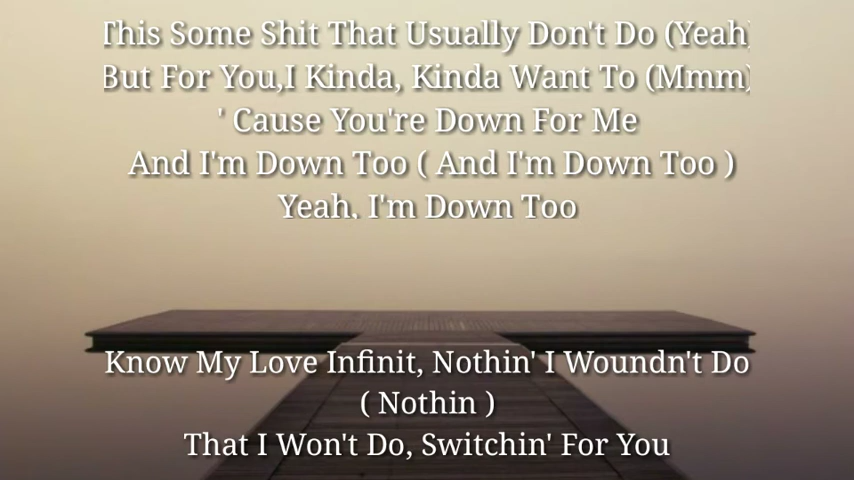 This Some Shit That Usually Don't Do (Yeah)
But For You,I Kinda, Kinda Want To (Mmm)
' Cause You're Down For Me
And I'm Down Too ( And I'm Down Too )
Yeah, I'm Down Too
Know My Love Infinit, Nothin' I Woundn't Do
( Nothin )
That I Won't Do, Switchin' For You